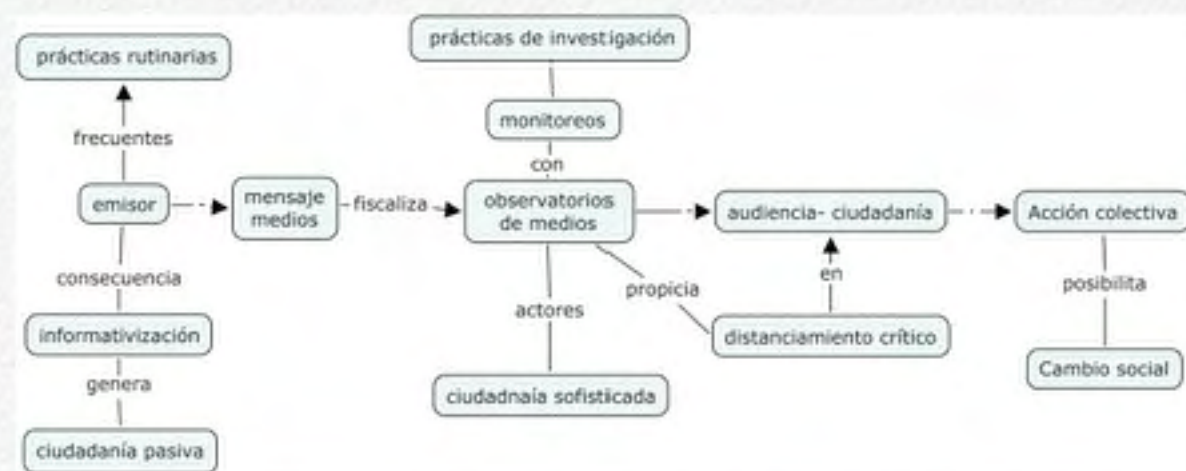 prácticas de investigación
prácticas rutinarias
monitoreos
frecuentes
con
emisor
mensaje
medios
fiscaliza
observatorios
de medios
audiencia- ciudadanía
Acción colectiva
consecuencia
en
propicia
posibilita
actores
informativización
distanciamiento crítico
genera
Cambio social
ciudadnaía sofistiicada
ciudadanía pasiva